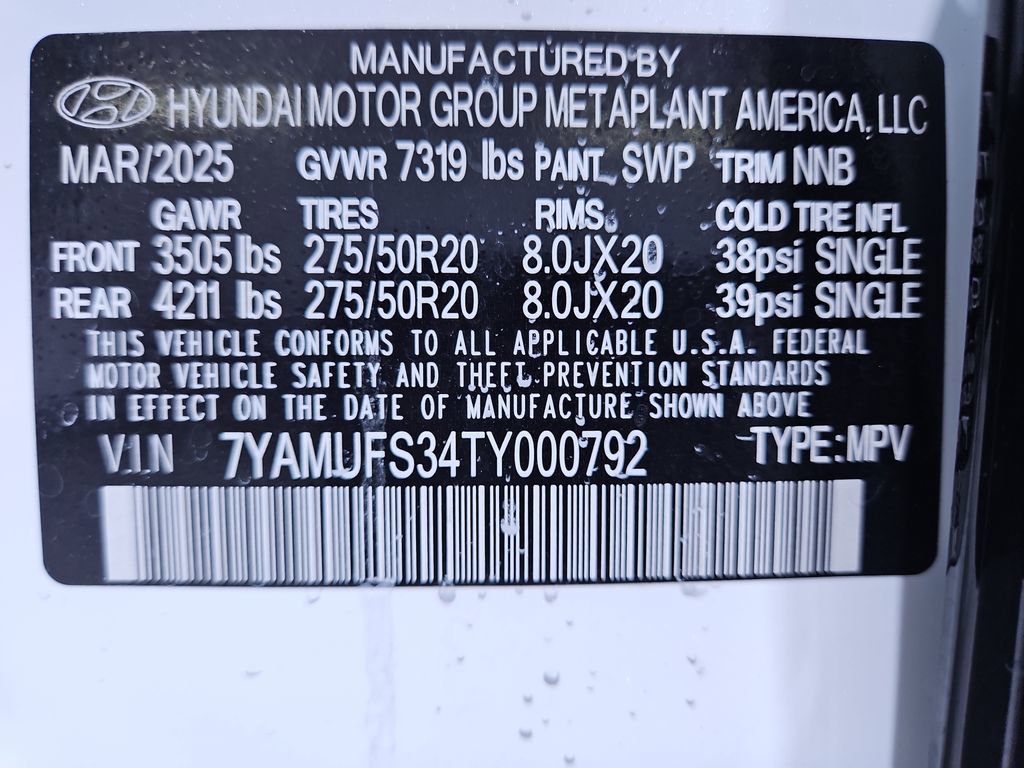 MANUFACTURED BY
HYUNDAI MOTOR GROUP METAPLANT AMERICA, LLC
MAR/2025 GVWR 7319 lbs PAINT SWP TRIM NNB
GAWR TIRES RIMS COLD TIRE INFL
FRONT 3505 lbs 275/50R20 8.0JX20 38psi SINGLE
REAR 4211 lbs 275/50R20 8.0JX20 39psi SINGLE
THIS VEHICLE CONFORMS TO ALL APPLICABLE U.S.A. FEDERAL
MOTOR VEHICLE SAFETY AND THEFT PREVENTION STANDARDS
IN EFFECT ON THE DATE OF MANUFACTURE SHOWN ABOVE
VIN 7YAMUFS34TY000792 TYPE:MPV